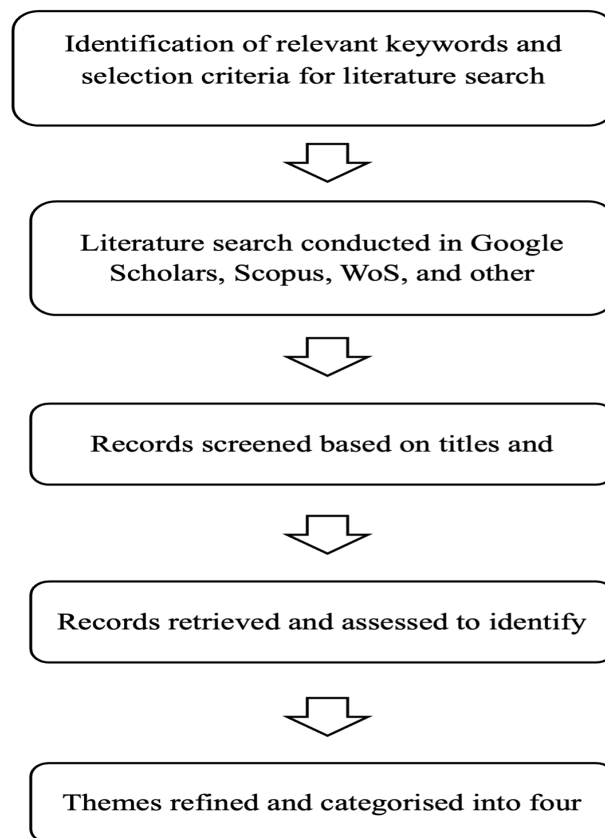 Identification of relevant keywords and
selection criteria for literature search
Literature search conducted in Google
Scholars, Scopus, WoS, and other
Records screened based on titles and
Records retrieved and assessed to identify
Themes refined and categorised into four